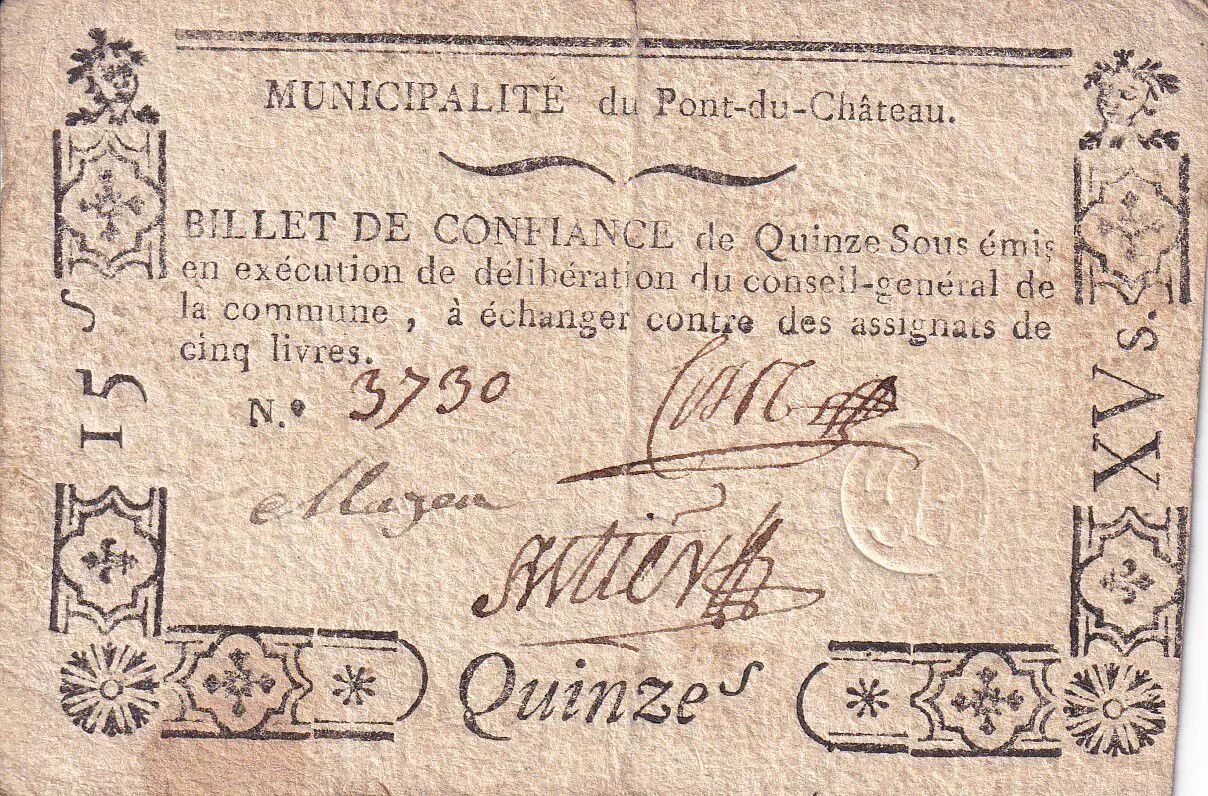 MUNICIPALITÉ du Pont-du-Château.
BILLET DE CONFIANCE de Quinze Sous émis
en exécution de délibération du conseil-genéral de
la commune, à échanger contre des assignats de
cinq livres.
N.º 3730
Quinze s
15 s
XV s.